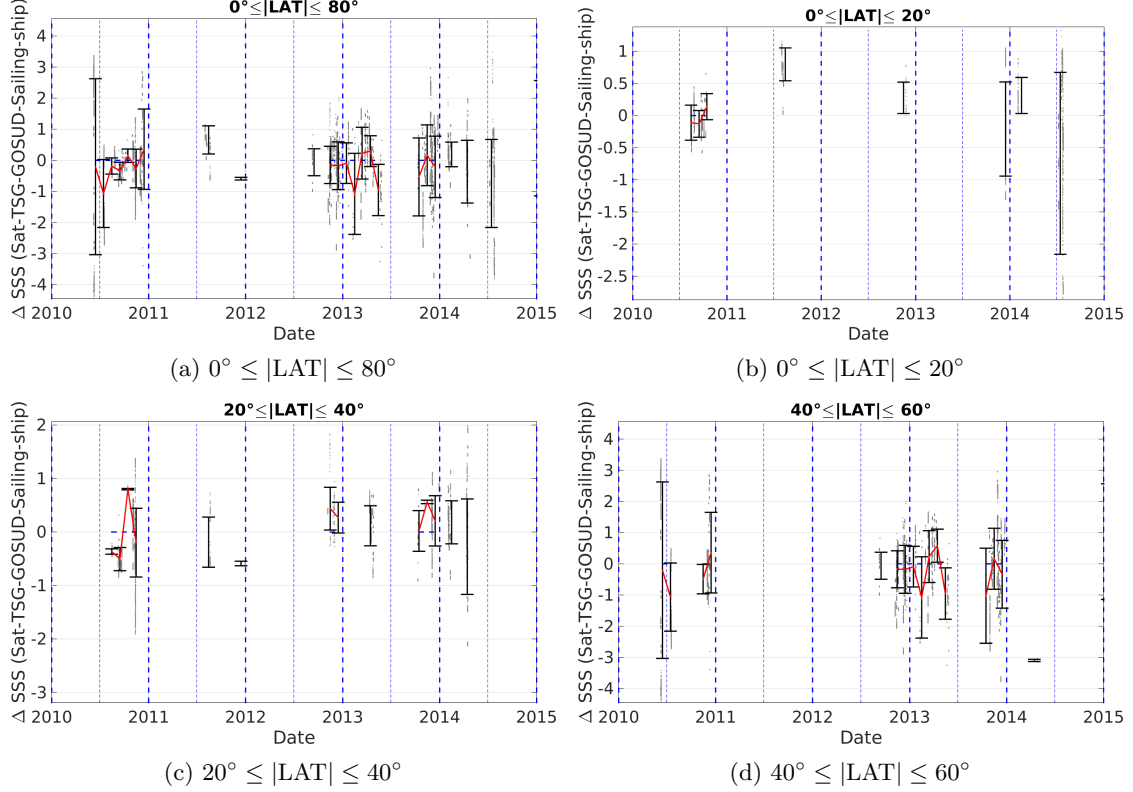 0°≤|LAT|≤ 80°
Δ SSS (Sat-TSG-GOSUD-Sailing-ship)
4
3
2
1
0
-1
-2
-3
-4
2010 2011 2012 2013 2014 2015
Date
(a) 0° ≤ |LAT| ≤ 80°
0°≤|LAT|≤ 20°
Δ SSS (Sat-TSG-GOSUD-Sailing-ship)
1
0.5
0
-0.5
-1
-1.5
-2
-2.5
2010 2011 2012 2013 2014 2015
Date
(b) 0° ≤ |LAT| ≤ 20°
20°≤|LAT|≤ 40°
Δ SSS (Sat-TSG-GOSUD-Sailing-ship)
2
1
0
-1
-2
-3
2010 2011 2012 2013 2014 2015
Date
(c) 20° ≤ |LAT| ≤ 40°
40°≤|LAT|≤ 60°
Δ SSS (Sat-TSG-GOSUD-Sailing-ship)
4
3
2
1
0
-1
-2
-3
-4
2010 2011 2012 2013 2014 2015
Date
(d) 40° ≤ |LAT| ≤ 60°